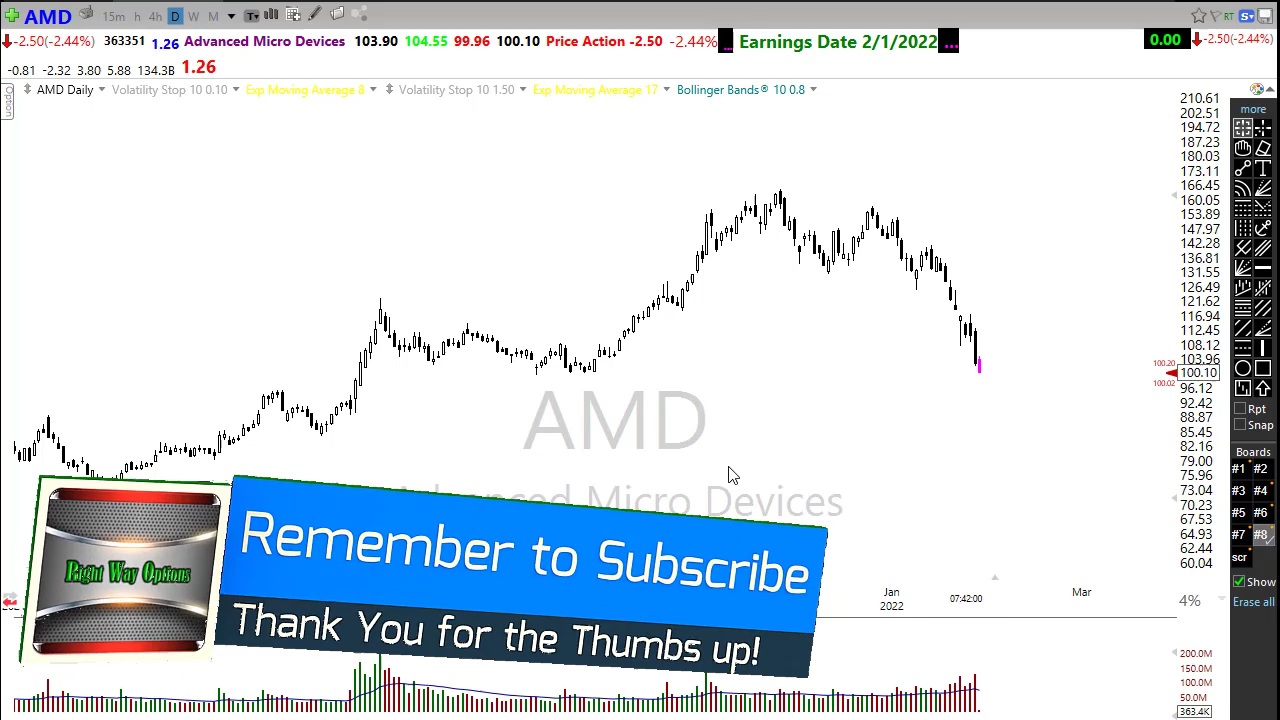 AMD 15m h 4h D W M T RT S
-2.50(-2.44%) 363351 1.26 Advanced Micro Devices 103.90 104.55 99.96 100.10 Price Action -2.50 -2.44% ... Earnings Date 2/1/2022 ... 0.00 -2.50(-2.44%)
-0.81 -2.32 3.80 5.88 134.3B 1.26
Option
AMD Daily Volatility Stop 10 0.10 Exp Moving Average 8 Volatility Stop 10 1.50 Exp Moving Average 17 Bollinger Bands® 10 0.8
210.61
202.51
194.72
187.23
180.03
173.11
166.45
160.05
153.89
147.97
142.28
136.81
131.55
126.49
121.62
116.94
112.45
108.12
103.96
100.20
100.10
100.02
96.12
92.42
88.87
85.45
82.16
79.00
75.96
73.04
70.23
67.53
64.93
62.44
60.04
more
Rpt
Snap
Boards
#1 #2
#3 #4
#5 #6
#7 #8
scr
Show
Erase all
AMD
Advanced Micro Devices
Right Way Options
Remember to Subscribe
Thank You for the Thumbs up!
Jan
2022
07:42:00
Mar
4%
200.0M
150.0M
100.0M
50.0M
363.4K